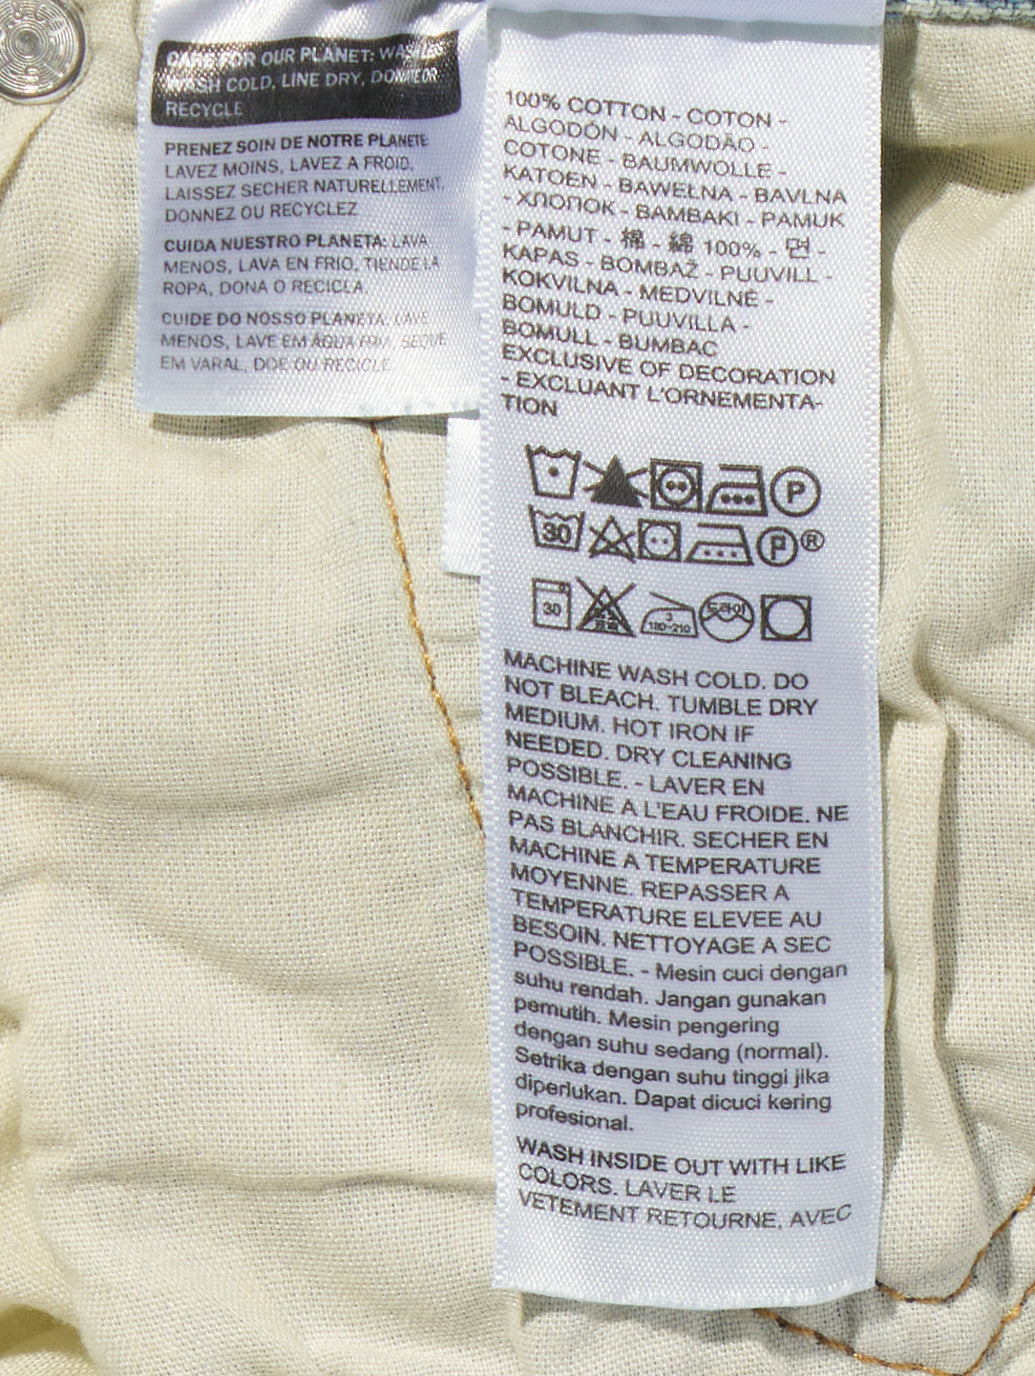 CARE FOR OUR PLANET: WASH LESS
WASH COLD, LINE DRY, DONATE OR
RECYCLE
PRENEZ SOIN DE NOTRE PLANETE:
LAVEZ MOINS, LAVEZ A FROID,
LAISSEZ SECHER NATURELLEMENT,
DONNEZ OU RECYCLEZ
CUIDA NUESTRO PLANETA: LAVA
MENOS, LAVA EN FRIO, TIENDE LA
ROPA, DONA O RECICLA.
CUIDE DO NOSSO PLANETA: LAVE
MENOS, LAVE EM ÁGUA FRIA, SEQUE
EM VARAL, DOE OU RECICLE
100% COTTON - COTON -
ALGODÓN - ALGODÃO -
COTONE - BAUMWOLLE -
KATOEN - BAWEŁNA - BAVLNA
- ХЛОПОК - BAMBAKI - PAMUK
- PAMUT - 棉 - 綿 100% - 면 -
KAPAS - BOMBAŽ - PUUVILL -
KOKVILNA - MEDVILNĖ -
BOMULD - PUUVILLA -
BOMULL - BUMBAC
EXCLUSIVE OF DECORATION
- EXCLUANT L'ORNEMENTA-
TION
P
30 P ®
30 3 180~210 드라이
MACHINE WASH COLD. DO
NOT BLEACH. TUMBLE DRY
MEDIUM. HOT IRON IF
NEEDED. DRY CLEANING
POSSIBLE. - LAVER EN
MACHINE A L'EAU FROIDE. NE
PAS BLANCHIR. SECHER EN
MACHINE A TEMPERATURE
MOYENNE. REPASSER A
TEMPERATURE ELEVEE AU
BESOIN. NETTOYAGE A SEC
POSSIBLE. - Mesin cuci dengan
suhu rendah. Jangan gunakan
pemutih. Mesin pengering
dengan suhu sedang (normal).
Setrika dengan suhu tinggi jika
diperlukan. Dapat dicuci kering
profesional.
WASH INSIDE OUT WITH LIKE
COLORS. LAVER LE
VETEMENT RETOURNE, AVEC